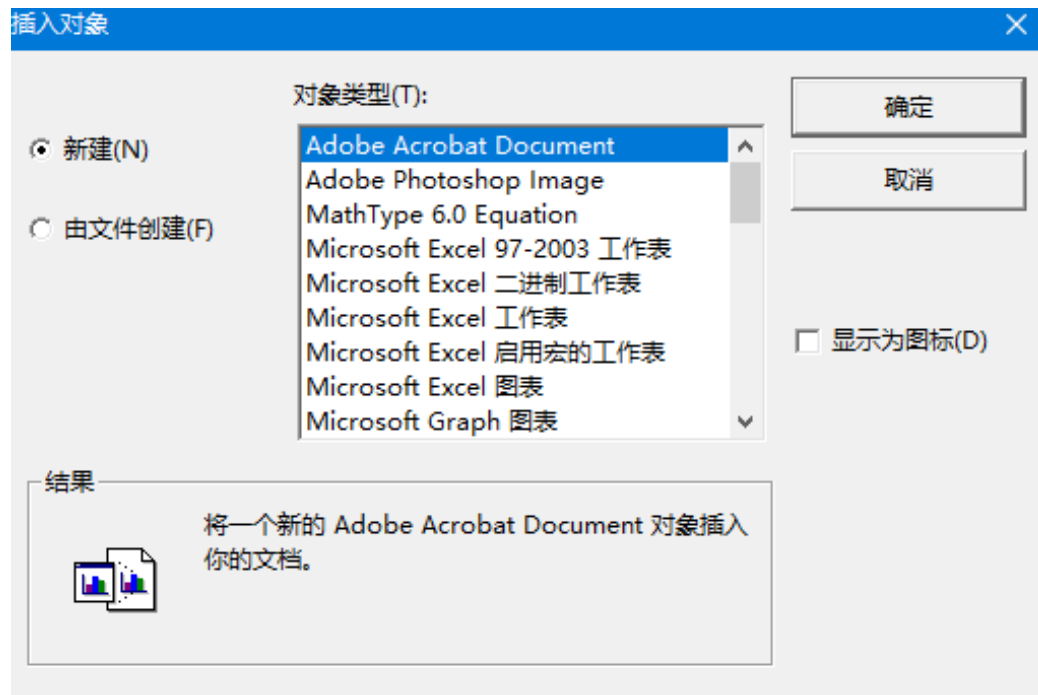 插入对象
对象类型(T):
新建(N)
由文件创建(F)
Adobe Acrobat Document
Adobe Photoshop Image
MathType 6.0 Equation
Microsoft Excel 97-2003 工作表
Microsoft Excel 二进制工作表
Microsoft Excel 工作表
Microsoft Excel 启用宏的工作表
Microsoft Excel 图表
Microsoft Graph 图表
确定
取消
显示为图标(D)
结果
将一个新的 Adobe Acrobat Document 对象插入
你的文档。